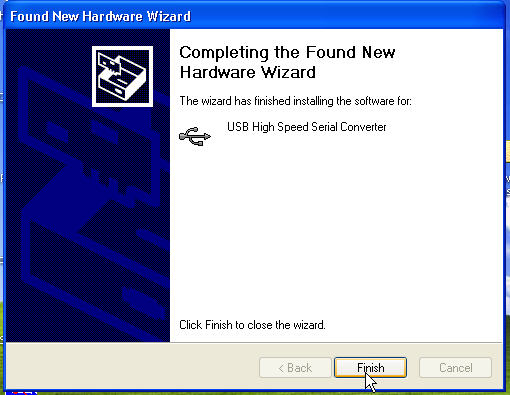 Found New Hardware Wizard
Completing the Found New
Hardware Wizard
The wizard has finished installing the software for:
USB High Speed Serial Converter
Click Finish to close the wizard.
< Back
Finish
Cancel